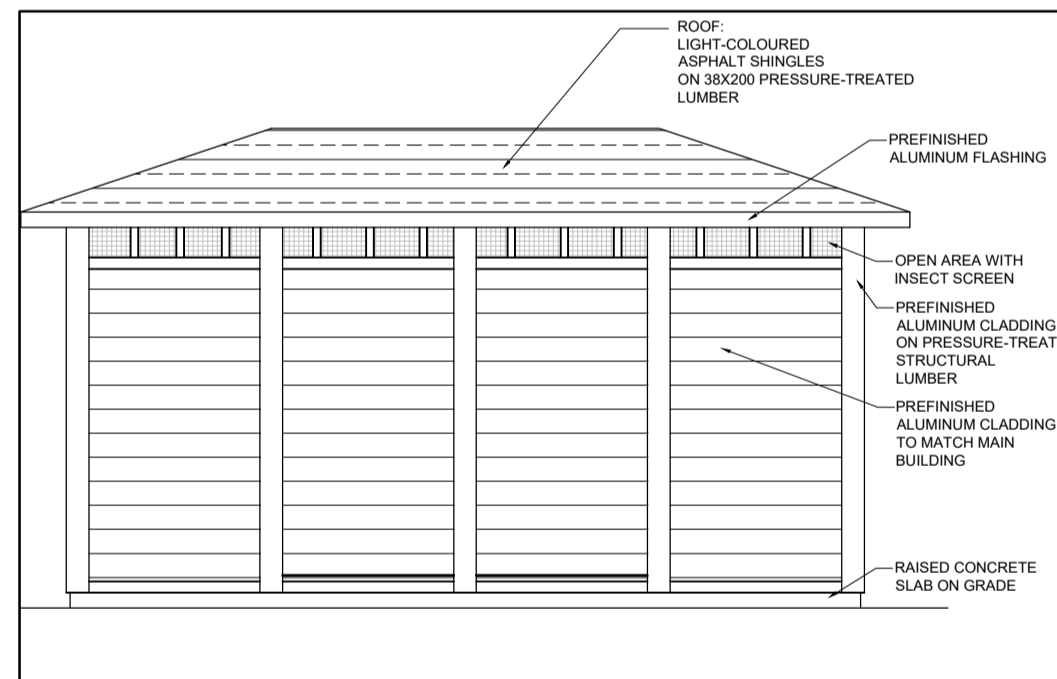 ROOF:
LIGHT-COLOURED
ASPHALT SHINGLES
ON 38X200 PRESSURE-TREATED
LUMBER
PREFINISHED
ALUMINUM FLASHING
OPEN AREA WITH
INSECT SCREEN
PREFINISHED
ALUMINUM CLADDING
ON PRESSURE-TREAT
STRUCTURAL
LUMBER
PREFINISHED
ALUMINUM CLADDING
TO MATCH MAIN
BUILDING
RAISED CONCRETE
SLAB ON GRADE